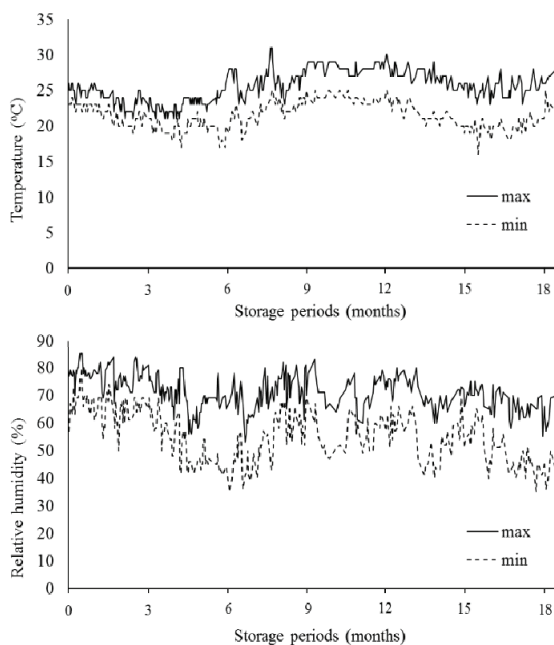 35
30
25
20
15
10
5
0
Temperature (°C)
max
min
0 3 6 9 12 15 18
Storage periods (months)
90
80
70
60
50
40
30
20
10
0
Relative humidity (%)
max
min
0 3 6 9 12 15 18
Storage periods (months)